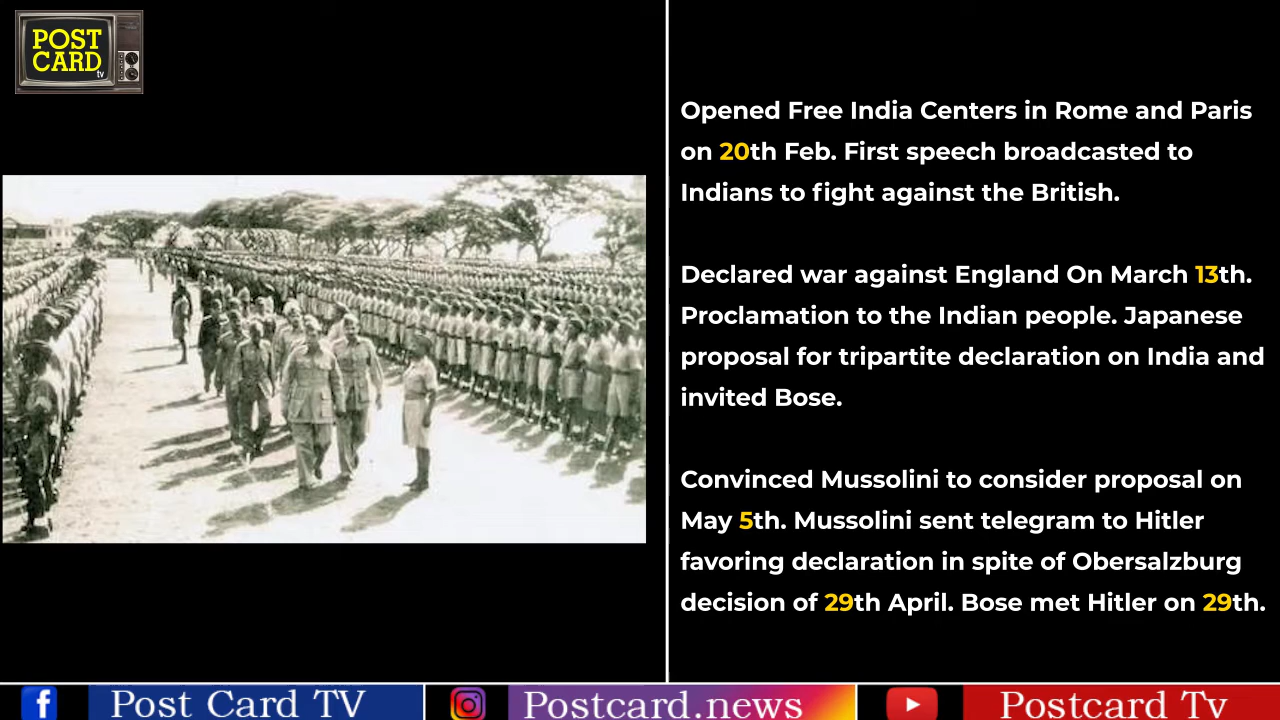 POST
CARD
tv
Opened Free India Centers in Rome and Paris
on 20th Feb. First speech broadcasted to
Indians to fight against the British.
Declared war against England On March 13th.
Proclamation to the Indian people. Japanese
proposal for tripartite declaration on India and
invited Bose.
Convinced Mussolini to consider proposal on
May 5th. Mussolini sent telegram to Hitler
favoring declaration in spite of Obersalzburg
decision of 29th April. Bose met Hitler on 29th.
Post Card TV
Postcard.news
Postcard Tv